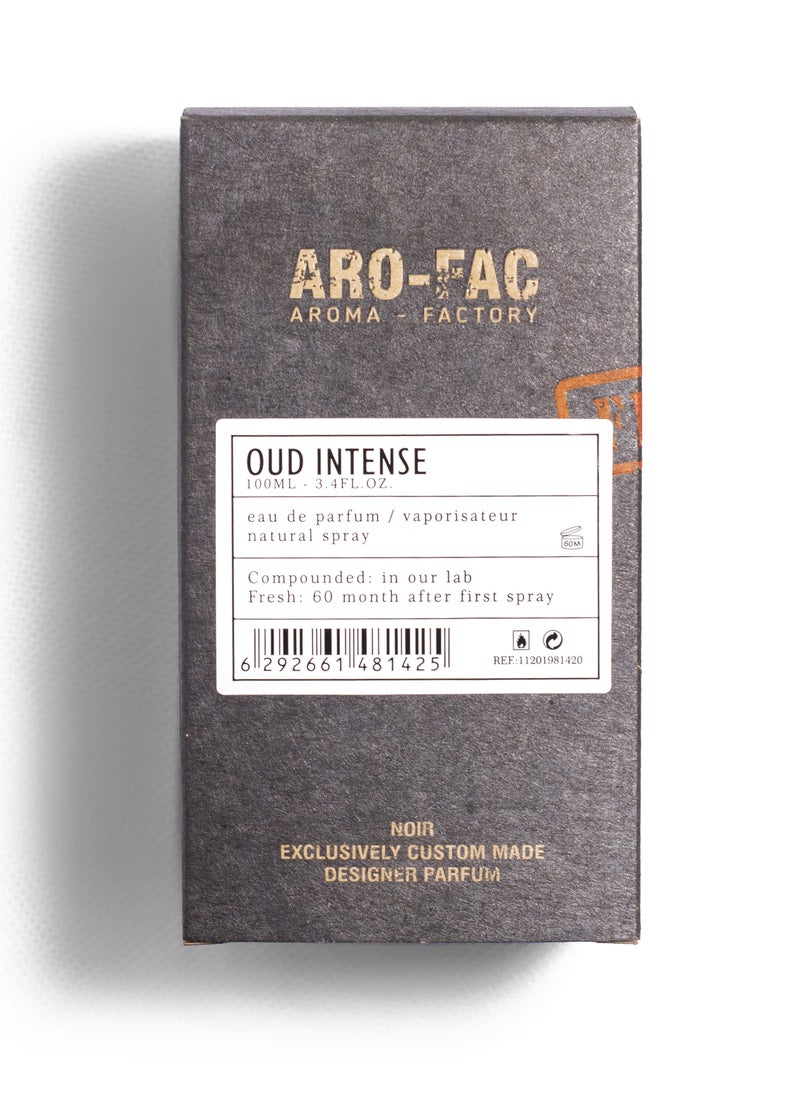 ARO-FAC
AROMA - FACTORY
OUD INTENSE
100ML - 3.4FL.OZ.
eau de parfum / vaporisateur
natural spray
60M
Compounded: in our lab
Fresh: 60 month after first spray
6 292661 481425
REF:11201981420
NOIR
EXCLUSIVELY CUSTOM MADE
DESIGNER PARFUM